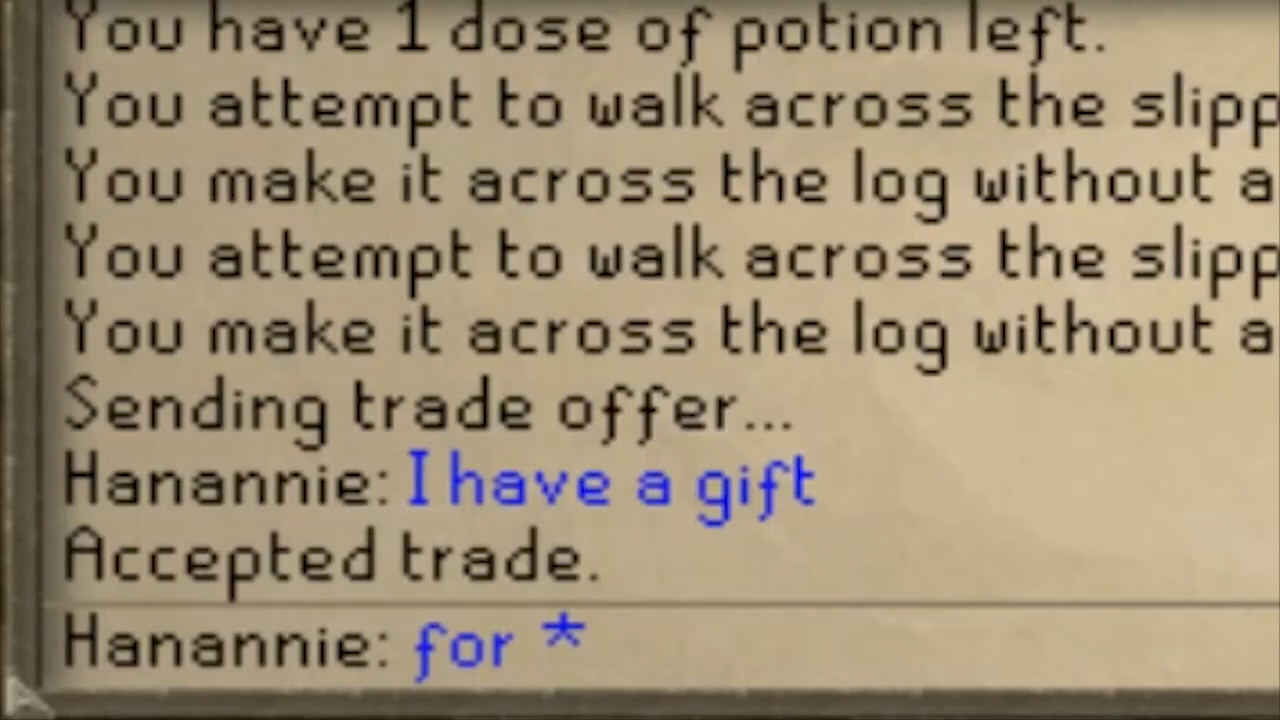 You have 1 dose of potion left.
You attempt to walk across the slipp
You make it across the log without a
You attempt to walk across the slipp
You make it across the log without a
Sending trade offer...
Hanannie: I have a gift
Accepted trade.
Hanannie: for *